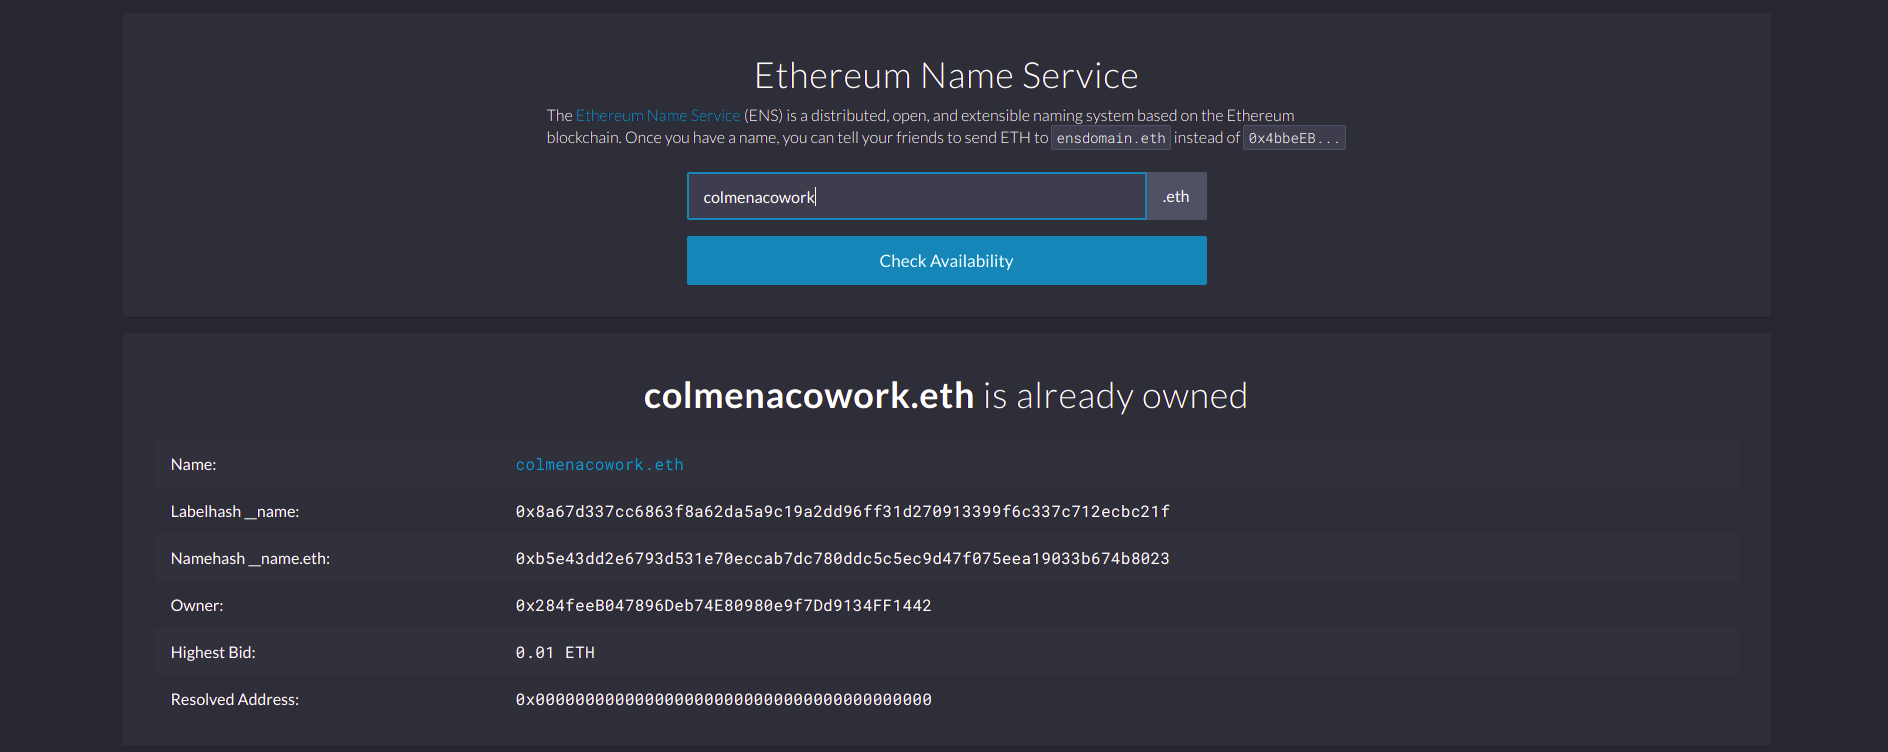 Ethereum Name Service
The Ethereum Name Service (ENS) is a distributed, open, and extensible naming system based on the Ethereum
blockchain. Once you have a name, you can tell your friends to send ETH to ensdomain.eth instead of 0x4bbeEB...
colmenacowork .eth
Check Availability
colmenacowork.eth is already owned
Name: colmenacowork.eth
Labelhash __name: 0x8a67d337cc6863f8a62da5a9c19a2dd96ff31d270913399f6c337c712ecbc21f
Namehash __name.eth: 0xb5e43dd2e6793d531e70eccab7dc780ddc5c5ec9d47f075eea19033b674b8023
Owner: 0x284feeB047896Deb74E80980e9f7Dd9134FF1442
Highest Bid: 0.01 ETH
Resolved Address: 0x0000000000000000000000000000000000000000